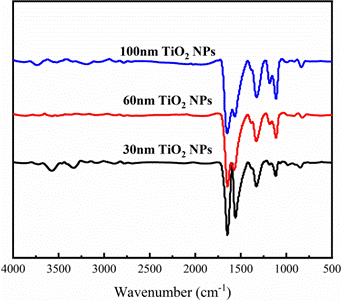 100nm TiO₂ NPs
60nm TiO₂ NPs
30nm TiO₂ NPs
4000 3500 3000 2500 2000 1500 1000 500
Wavenumber (cm⁻¹)